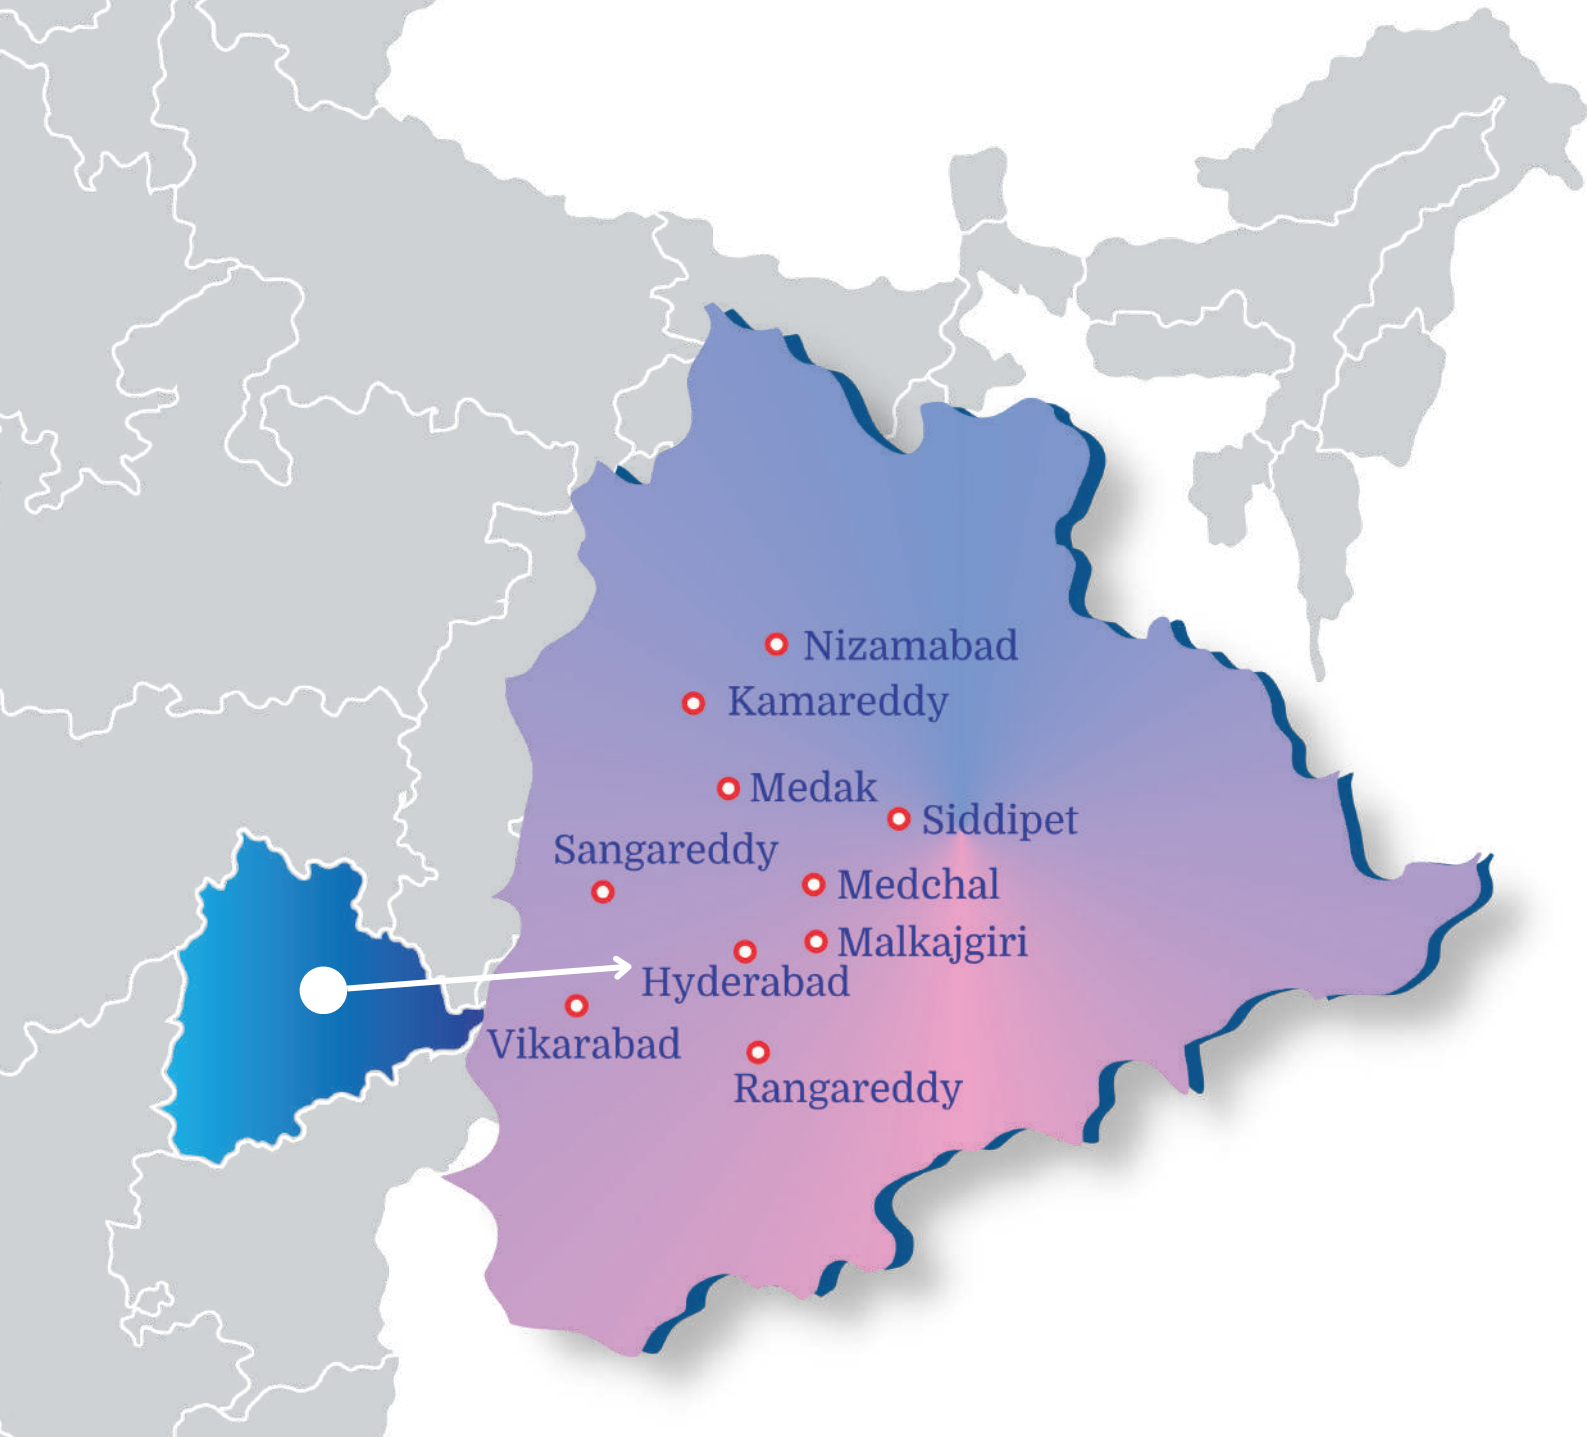 Nizamabad
Kamareddy
Medak
Siddipet
Sangareddy
Medchal
Malkajgiri
Hyderabad
Vikarabad
Rangareddy